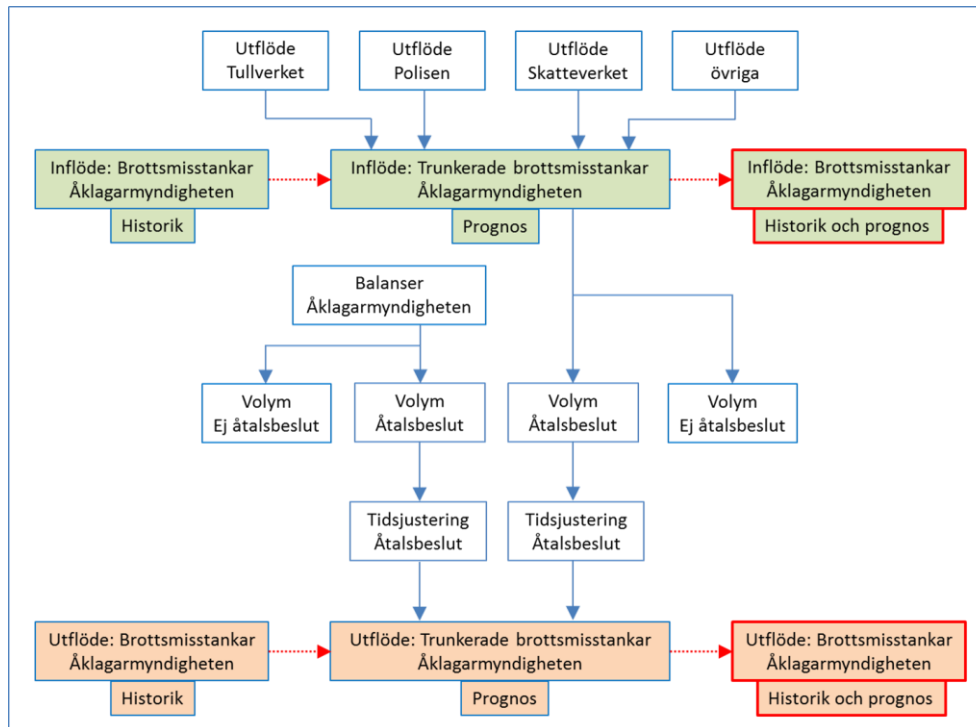 Utflöde
Tullverket
Utflöde
Polisen
Utflöde
Skatteverket
Utflöde
övriga
Inflöde: Brottsmisstankar
Åklagarmyndigheten
Historik
Inflöde: Trunkerade brottsmisstankar
Åklagarmyndigheten
Prognos
Inflöde: Brottsmisstankar
Åklagarmyndigheten
Historik och prognos
Balanser
Åklagarmyndigheten
Volym
Ej åtalsbeslut
Volym
Åtalsbeslut
Volym
Åtalsbeslut
Volym
Ej åtalsbeslut
Tidsjustering
Åtalsbeslut
Tidsjustering
Åtalsbeslut
Utflöde: Brottsmisstankar
Åklagarmyndigheten
Historik
Utflöde: Trunkerade brottsmisstankar
Åklagarmyndigheten
Prognos
Utflöde: Brottsmisstankar
Åklagarmyndigheten
Historik och prognos